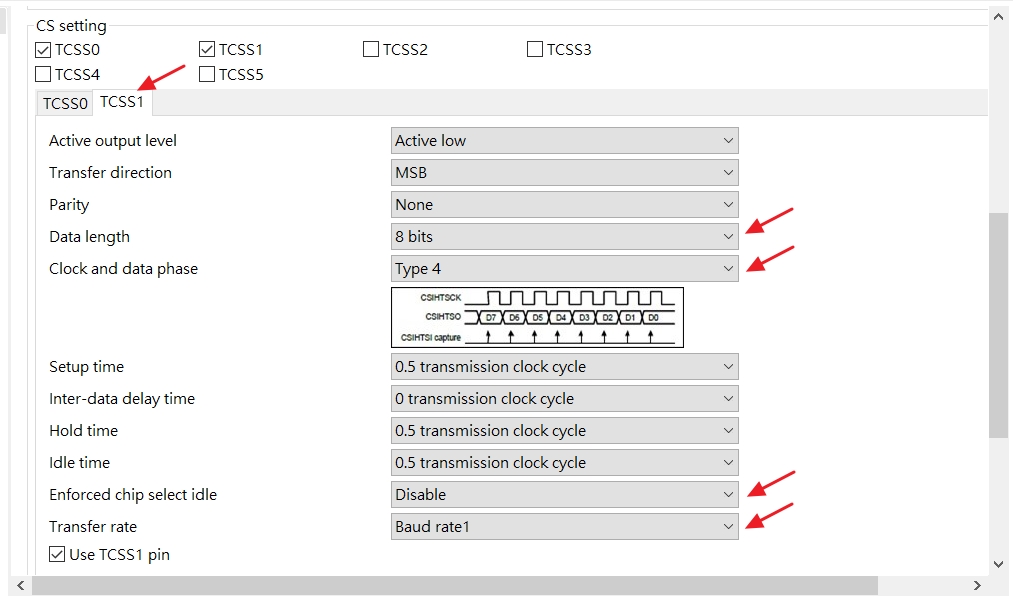 CS setting
TCSS0 TCSS1 TCSS2 TCSS3
TCSS4 TCSS5
TCSS0 TCSS1
Active output level Active low
Transfer direction MSB
Parity None
Data length 8 bits
Clock and data phase Type 4
CSIHTSCK
CSIHTSO D7 D6 D5 D4 D3 D2 D1 D0
CSIHTSI capture
Setup time 0.5 transmission clock cycle
Inter-data delay time 0 transmission clock cycle
Hold time 0.5 transmission clock cycle
Idle time 0.5 transmission clock cycle
Enforced chip select idle Disable
Transfer rate Baud rate1
Use TCSS1 pin